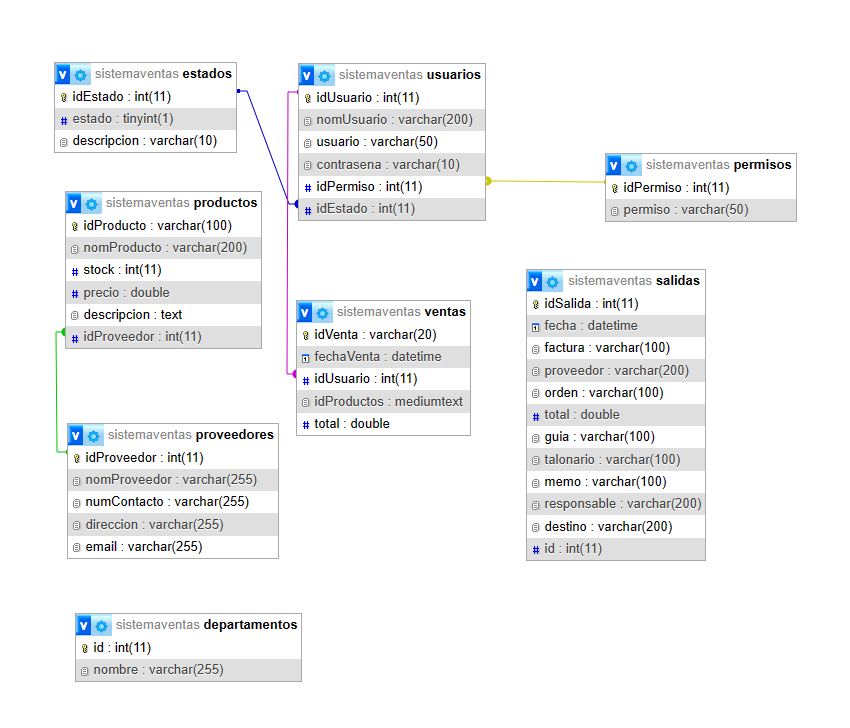 sistemaventas estados
idEstado : int(11)
estado : tinyint(1)
descripcion : varchar(10)
sistemaventas usuarios
idUsuario : int(11)
nomUsuario : varchar(200)
usuario : varchar(50)
contrasena : varchar(10)
idPermiso : int(11)
idEstado : int(11)
sistemaventas permisos
idPermiso : int(11)
permiso : varchar(50)
sistemaventas productos
idProducto : varchar(100)
nomProducto : varchar(200)
stock : int(11)
precio : double
descripcion : text
idProveedor : int(11)
sistemaventas ventas
idVenta : varchar(20)
fechaVenta : datetime
idUsuario : int(11)
idProductos : mediumtext
total : double
sistemaventas salidas
idSalida : int(11)
fecha : datetime
factura : varchar(100)
proveedor : varchar(200)
orden : varchar(100)
total : double
guia : varchar(100)
talonario : varchar(100)
memo : varchar(100)
responsable : varchar(200)
destino : varchar(200)
id : int(11)
sistemaventas proveedores
idProveedor : int(11)
nomProveedor : varchar(255)
numContacto : varchar(255)
direccion : varchar(255)
email : varchar(255)
sistemaventas departamentos
id : int(11)
nombre : varchar(255)